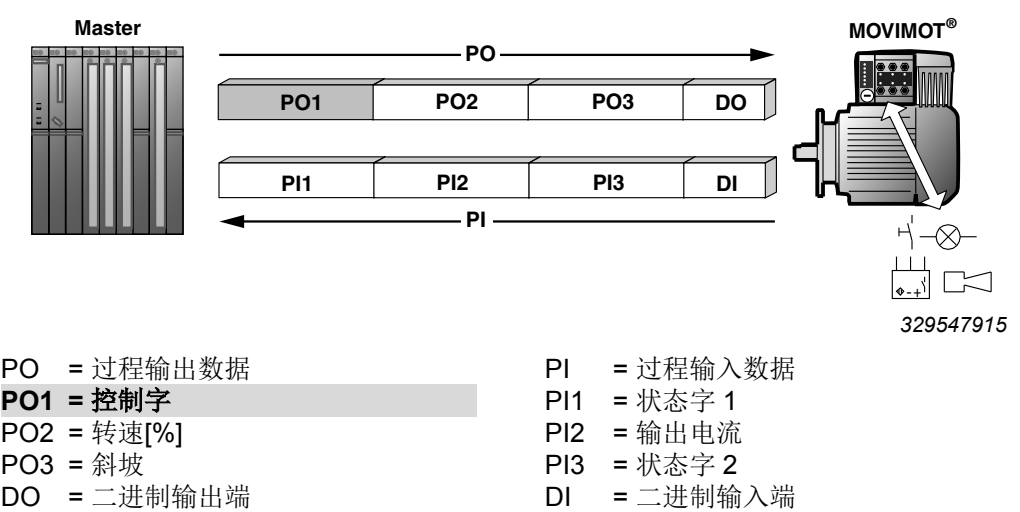 Master
MOVIMOT®
PO
PO1 PO2 PO3 DO
PI1 PI2 PI3 DI
PI
329547915
PO = 过程输出数据
PO1 = 控制字
PO2 = 转速[%]
PO3 = 斜坡
DO = 二进制输出端
PI = 过程输入数据
PI1 = 状态字 1
PI2 = 输出电流
PI3 = 状态字 2
DI = 二进制输入端